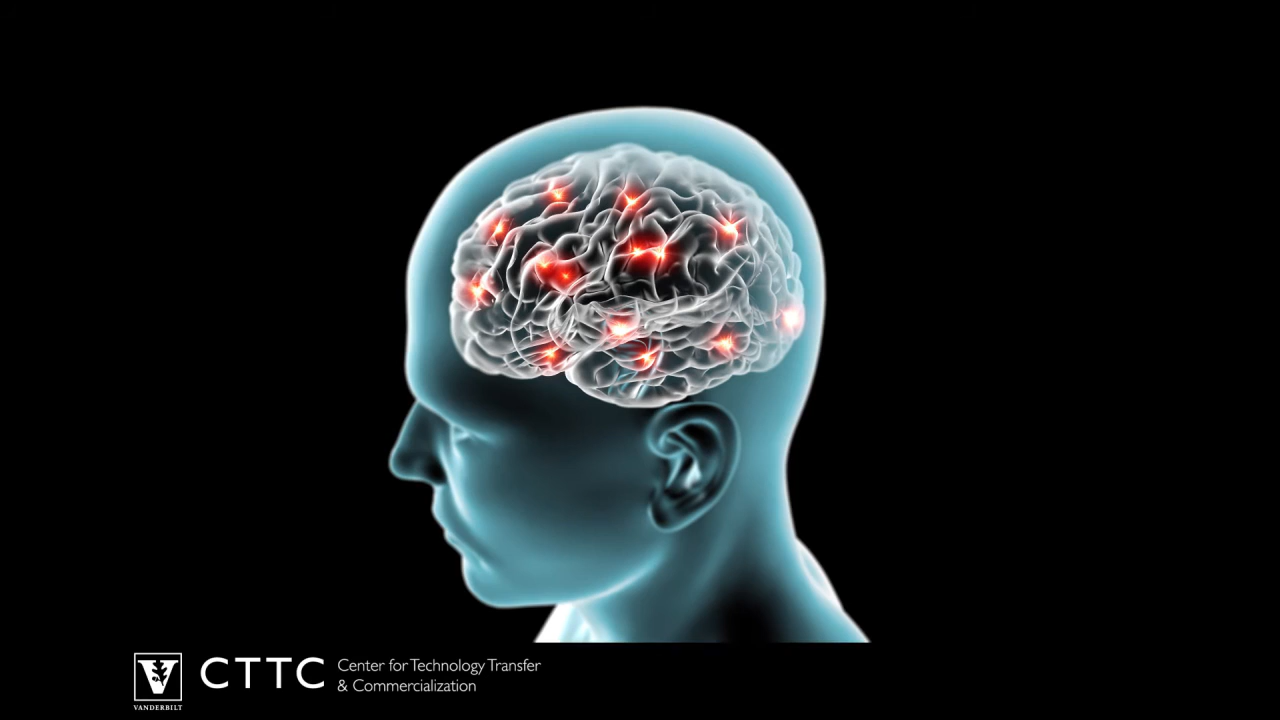 CTTC
Center for Technology Transfer
& Commercialization
V
VANDERBILT